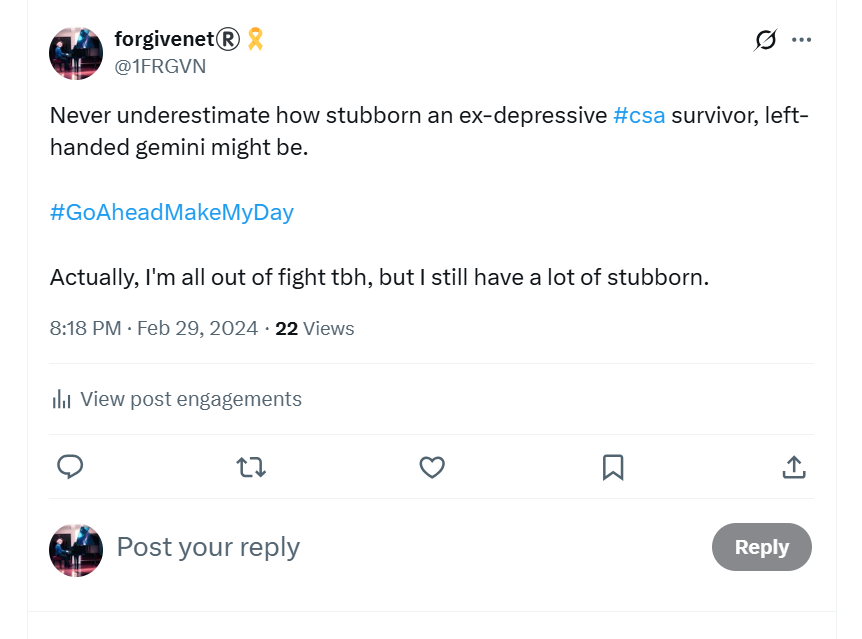 forgivenet®🎗
@1FRGVN
Never underestimate how stubborn an ex-depressive #csa survivor, left-
handed gemini might be.
#GoAheadMakeMyDay
Actually, I'm all out of fight tbh, but I still have a lot of stubborn.
8:18 PM · Feb 29, 2024 · 22 Views
View post engagements
Post your reply
Reply